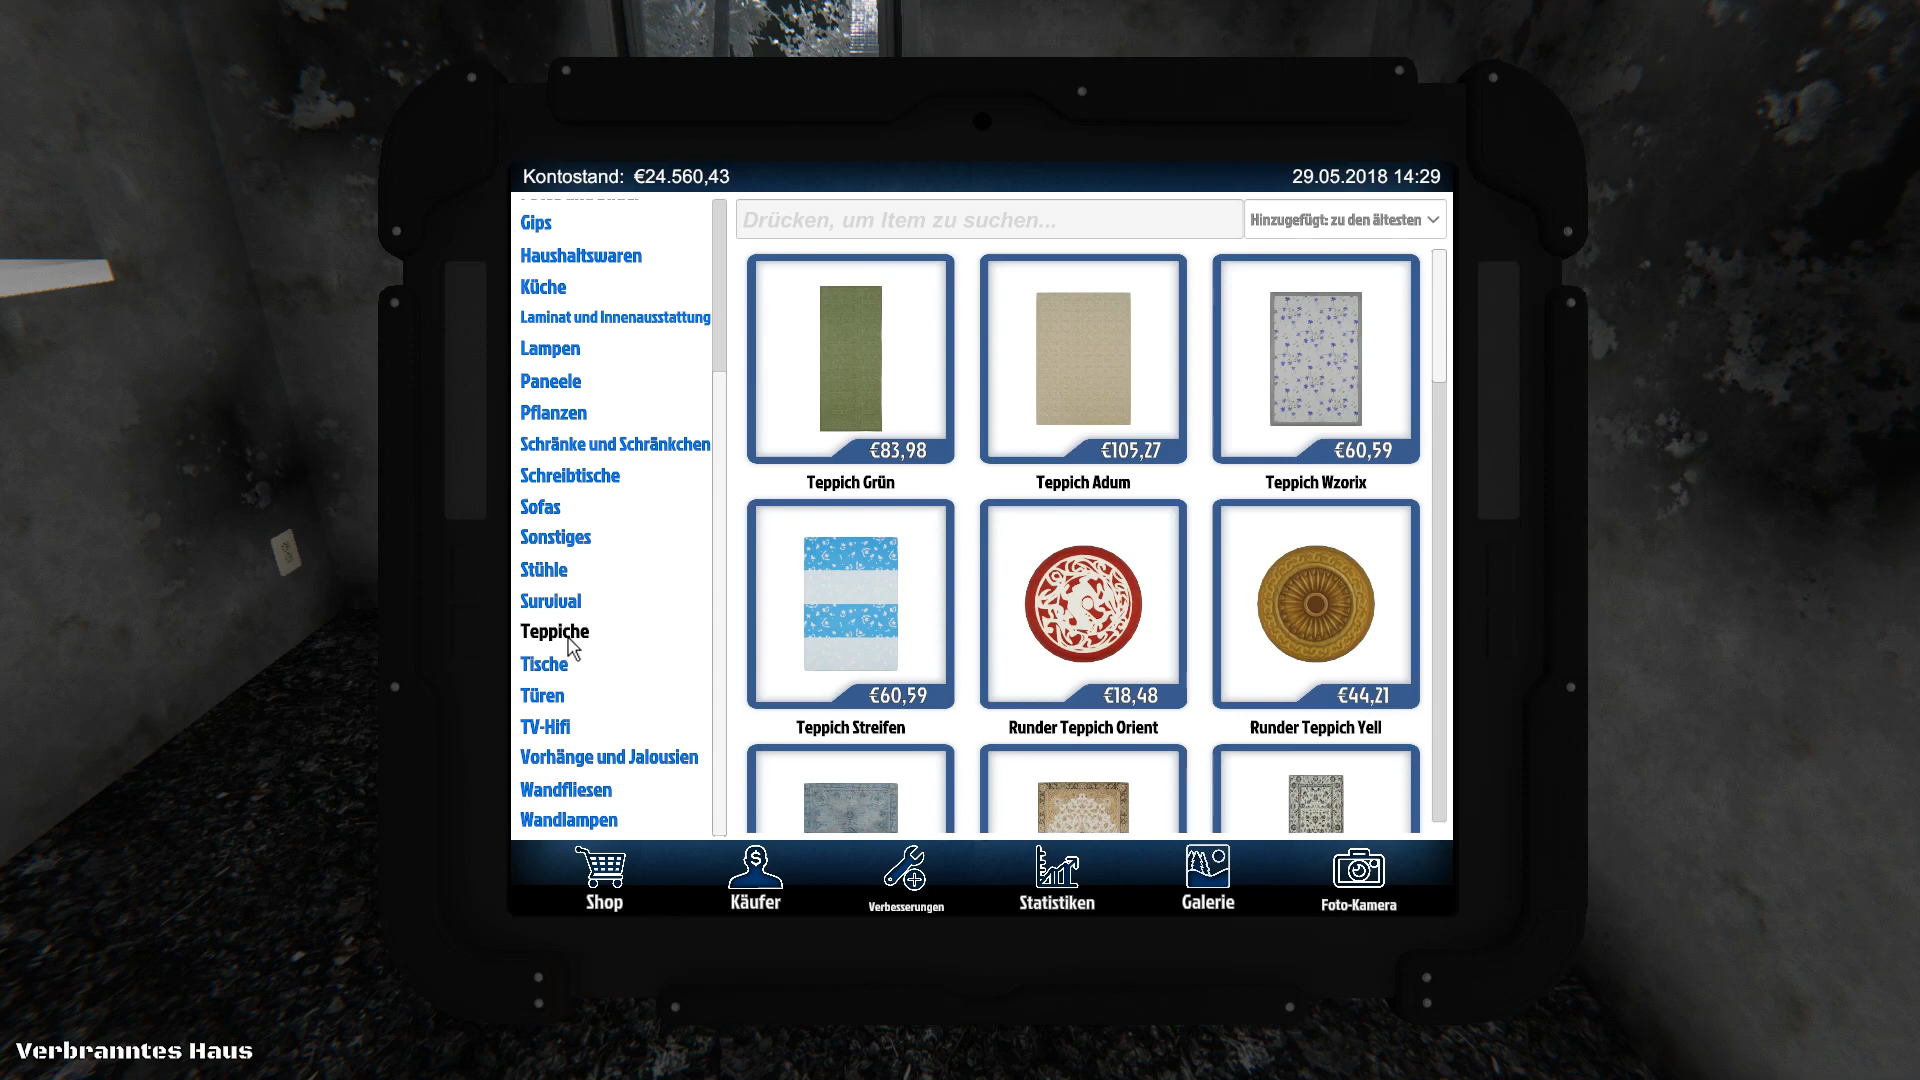 Kontostand: €24.560,43
29.05.2018 14:29
Gips
Haushaltswaren
Küche
Laminat und Innenausstattung
Lampen
Paneele
Pflanzen
Schränke und Schränkchen
Schreibtische
Sofas
Sonstiges
Stühle
Survival
Teppiche
Tische
Türen
TV-Hifi
Vorhänge und Jalousien
Wandfliesen
Wandlampen
Drücken, um Item zu suchen...
Hinzugefügt: zu den ältesten
€83,98
€105,27
€60,59
Teppich Grün
Teppich Adum
Teppich Wzorix
€60,59
€18,48
€44,21
Teppich Streifen
Runder Teppich Orient
Runder Teppich Yell
Shop
Käufer
Verbesserungen
Statistiken
Galerie
Foto-Kamera
Verbranntes Haus